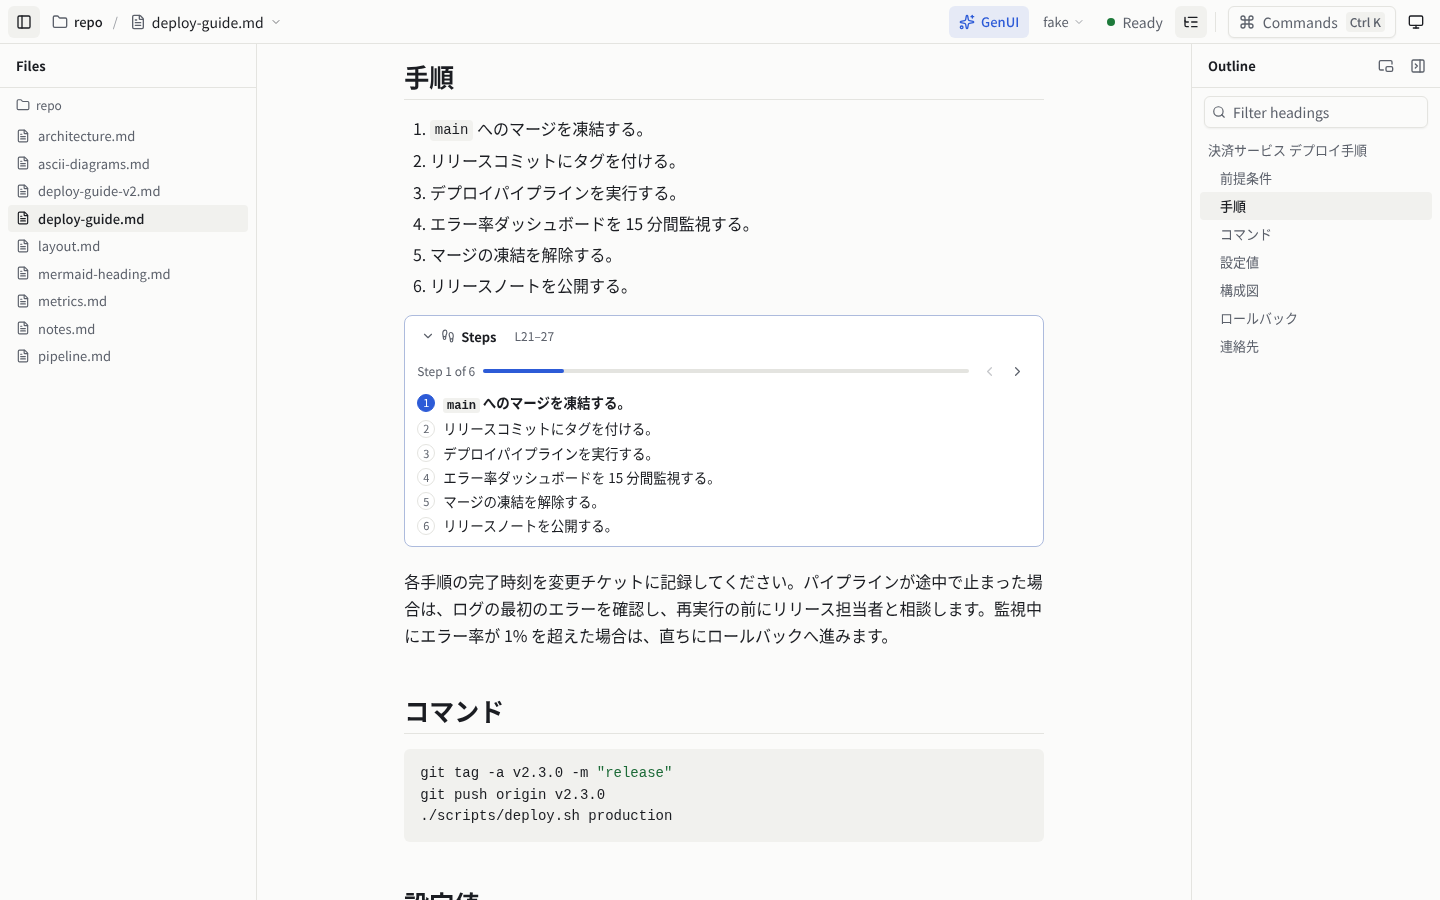 repo / deploy-guide.md
GenUI
fake
Ready
Commands Ctrl K
Files
repo
architecture.md
ascii-diagrams.md
deploy-guide-v2.md
deploy-guide.md
layout.md
mermaid-heading.md
metrics.md
notes.md
pipeline.md
手順
1. main へのマージを凍結する。
2. リリースコミットにタグを付ける。
3. デプロイパイプラインを実行する。
4. エラー率ダッシュボードを 15 分間監視する。
5. マージの凍結を解除する。
6. リリースノートを公開する。
Steps L21–27
Step 1 of 6
1 main へのマージを凍結する。
2 リリースコミットにタグを付ける。
3 デプロイパイプラインを実行する。
4 エラー率ダッシュボードを 15 分間監視する。
5 マージの凍結を解除する。
6 リリースノートを公開する。
各手順の完了時刻を変更チケットに記録してください。パイプラインが途中で止まった場
合は、ログの最初のエラーを確認し、再実行の前にリリース担当者と相談します。監視中
にエラー率が 1% を超えた場合は、直ちにロールバックへ進みます。
コマンド
git tag -a v2.3.0 -m "release"
git push origin v2.3.0
./scripts/deploy.sh production
設定値
Outline
Filter headings
決済サービス デプロイ手順
前提条件
手順
コマンド
設定値
構成図
ロールバック
連絡先